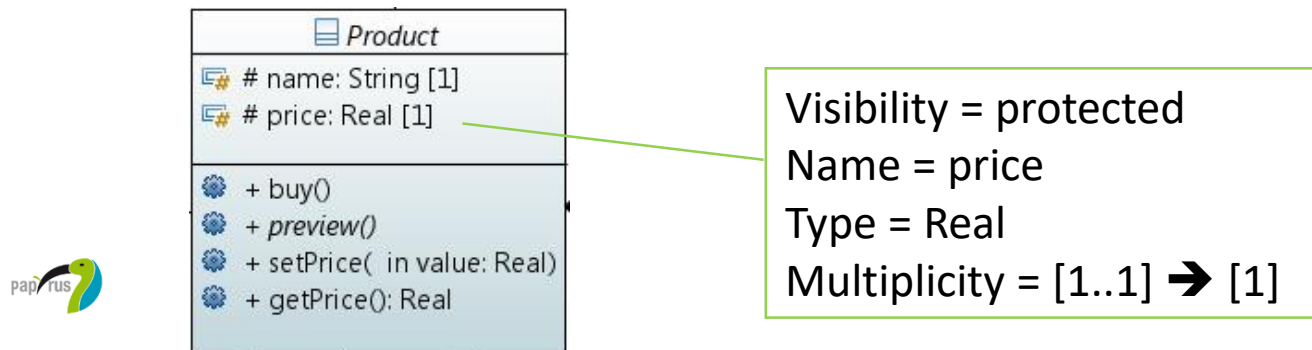 Product
# name: String [1]
# price: Real [1]
+ buy()
+ preview()
+ setPrice( in value: Real)
+ getPrice(): Real
papyrus
Visibility = protected
Name = price
Type = Real
Multiplicity = [1..1] ➔ [1]